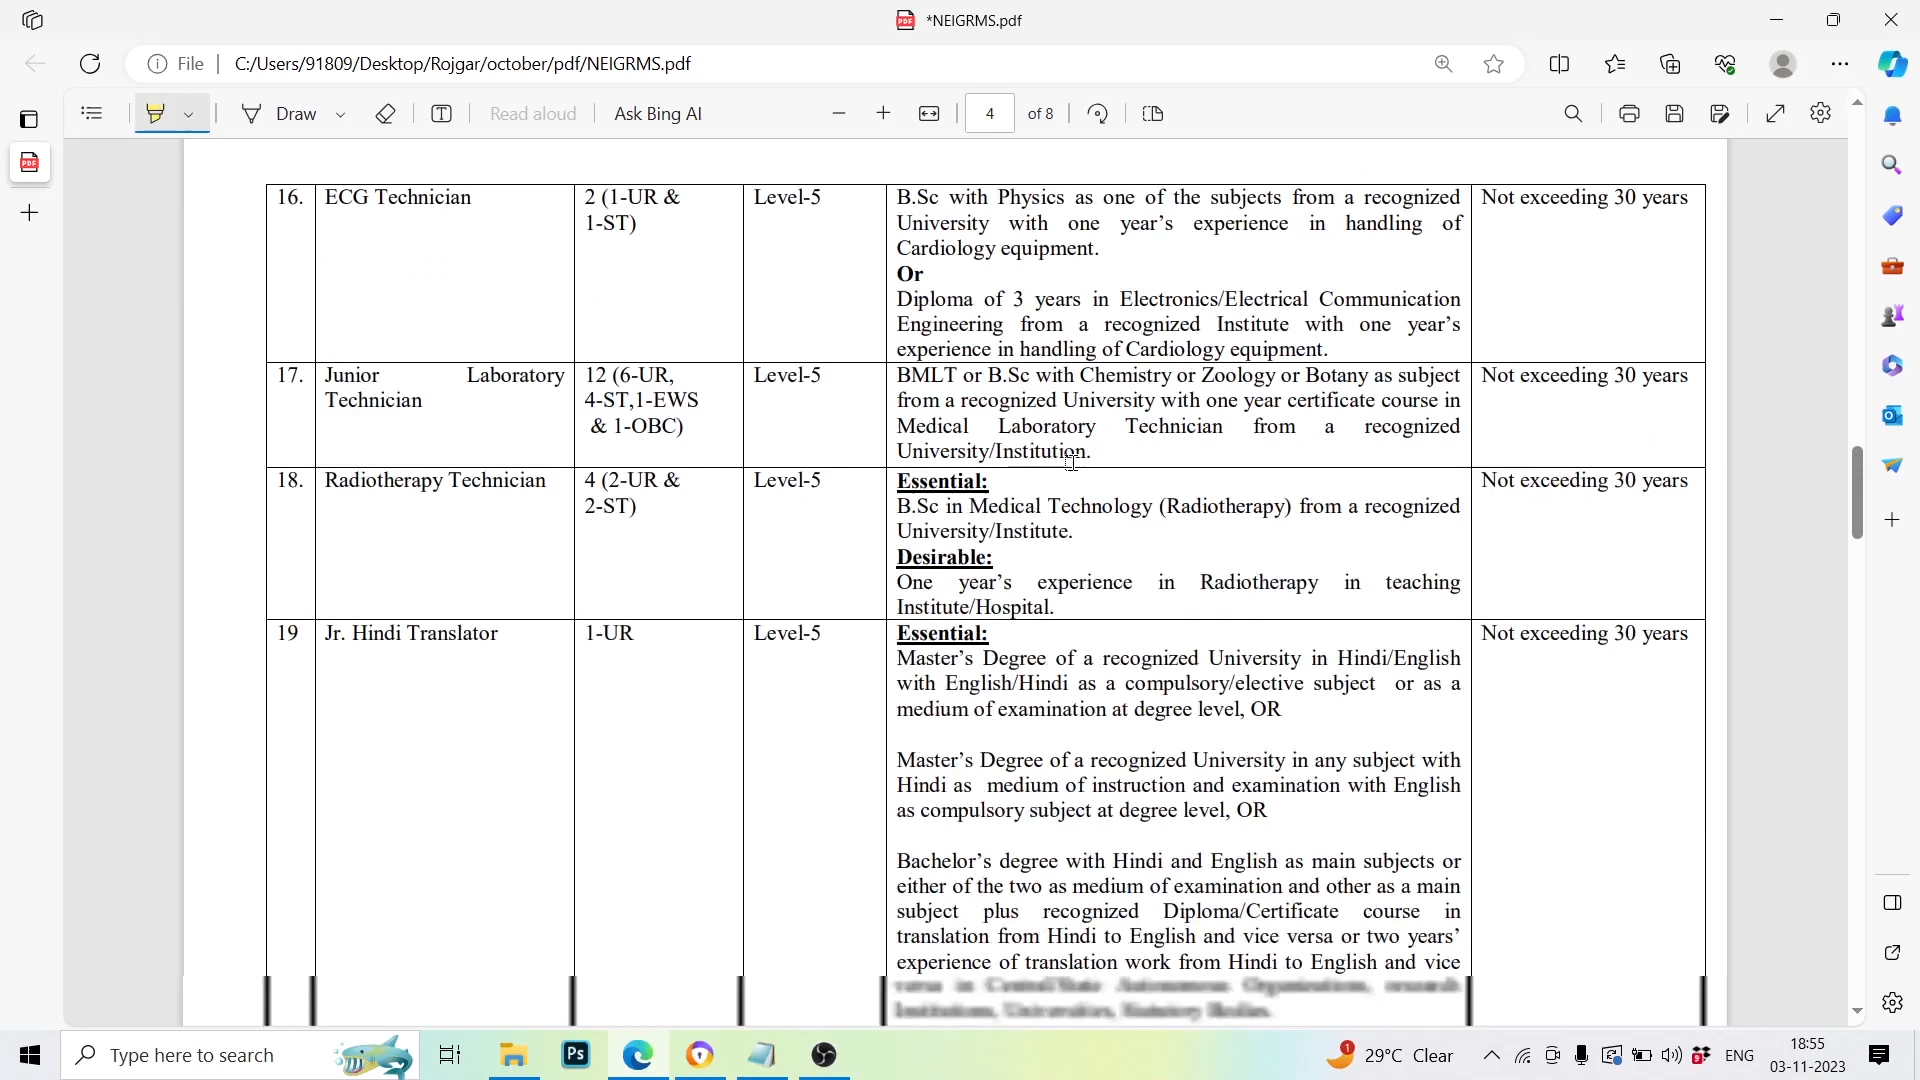 *NEIGRMS.pdf
File
C:/Users/91809/Desktop/Rojgar/october/pdf/NEIGRMS.pdf
Draw
Read aloud
Ask Bing AI
4
of 8
16.
ECG Technician
2 (1-UR &
1-ST)
Level-5
B.Sc with Physics as one of the subjects from a recognized
University with one year's experience in handling of
Cardiology equipment.
Or
Diploma of 3 years in Electronics/Electrical Communication
Engineering from a recognized Institute with one year's
experience in handling of Cardiology equipment.
Not exceeding 30 years
17.
Junior Laboratory
Technician
12 (6-UR,
4-ST,1-EWS
& 1-OBC)
Level-5
BMLT or B.Sc with Chemistry or Zoology or Botany as subject
from a recognized University with one year certificate course in
Medical Laboratory Technician from a recognized
University/Institution.
Not exceeding 30 years
18.
Radiotherapy Technician
4 (2-UR &
2-ST)
Level-5
Essential:
B.Sc in Medical Technology (Radiotherapy) from a recognized
University/Institute.
Desirable:
One year's experience in Radiotherapy in teaching
Institute/Hospital.
Not exceeding 30 years
19
Jr. Hindi Translator
1-UR
Level-5
Essential:
Master's Degree of a recognized University in Hindi/English
with English/Hindi as a compulsory/elective subject or as a
medium of examination at degree level, OR
Master's Degree of a recognized University in any subject with
Hindi as medium of instruction and examination with English
as compulsory subject at degree level, OR
Bachelor's degree with Hindi and English as main subjects or
either of the two as medium of examination and other as a main
subject plus recognized Diploma/Certificate course in
translation from Hindi to English and vice versa or two years'
experience of translation work from Hindi to English and vice
Not exceeding 30 years
Type here to search
Ps
1
29°C Clear
ENG
18:55
03-11-2023